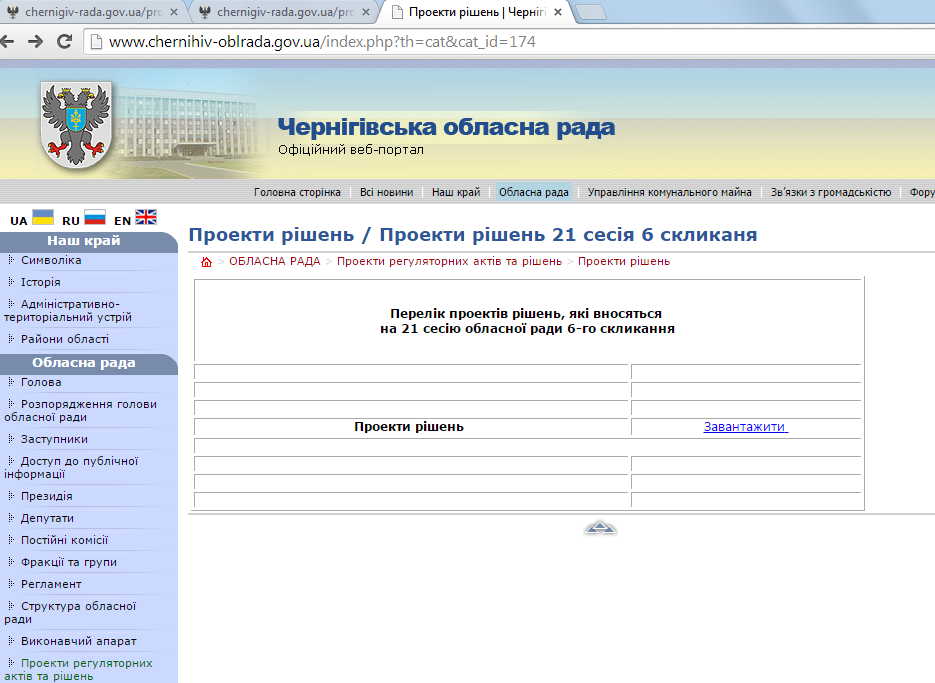 chernigiv-rada.gov.ua/pro
chernigiv-rada.gov.ua/pro
Проекти рішень | Черніг
www.chernihiv-oblrada.gov.ua/index.php?th=cat&cat_id=174
Чернігівська обласна рада
Офіційний веб-портал
Головна сторінка | Всі новини | Наш край | Обласна рада | Управління комунального майна | Зв'язки з громадськістю | Фору
UA RU EN
Наш край
Символіка
Історія
Адміністративно-
територіальний устрій
Райони області
Обласна рада
Голова
Розпорядження голови
обласної ради
Заступники
Доступ до публічної
інформації
Президія
Депутати
Постійні комісії
Фракції та групи
Регламент
Структура обласної
ради
Виконавчий апарат
Проекти регуляторних
актів та рішень
Проекти рішень / Проекти рішень 21 сесія 6 скликаня
> ОБЛАСНА РАДА > Проекти регуляторних актів та рішень > Проекти рішень
Перелік проектів рішень, які вносяться
на 21 сесію обласної ради 6-го скликання
Проекти рішень Завантажити